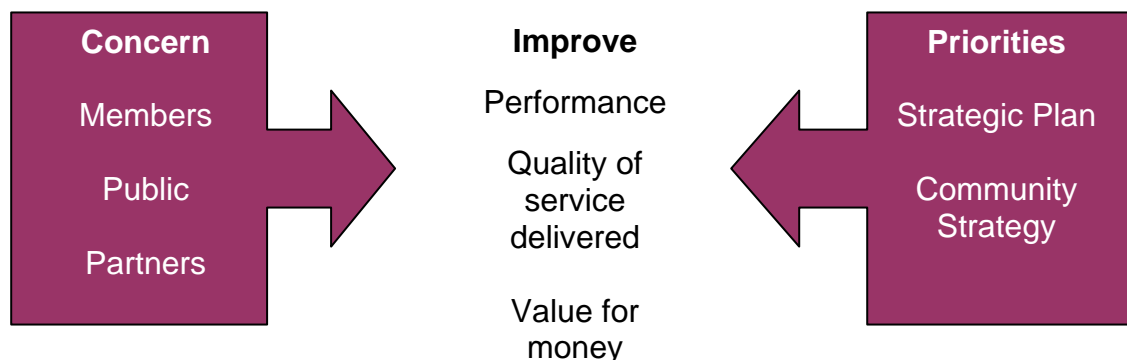 Concern
Members
Public
Partners
Improve
Performance
Quality of
service
delivered
Value for
money
Priorities
Strategic Plan
Community
Strategy